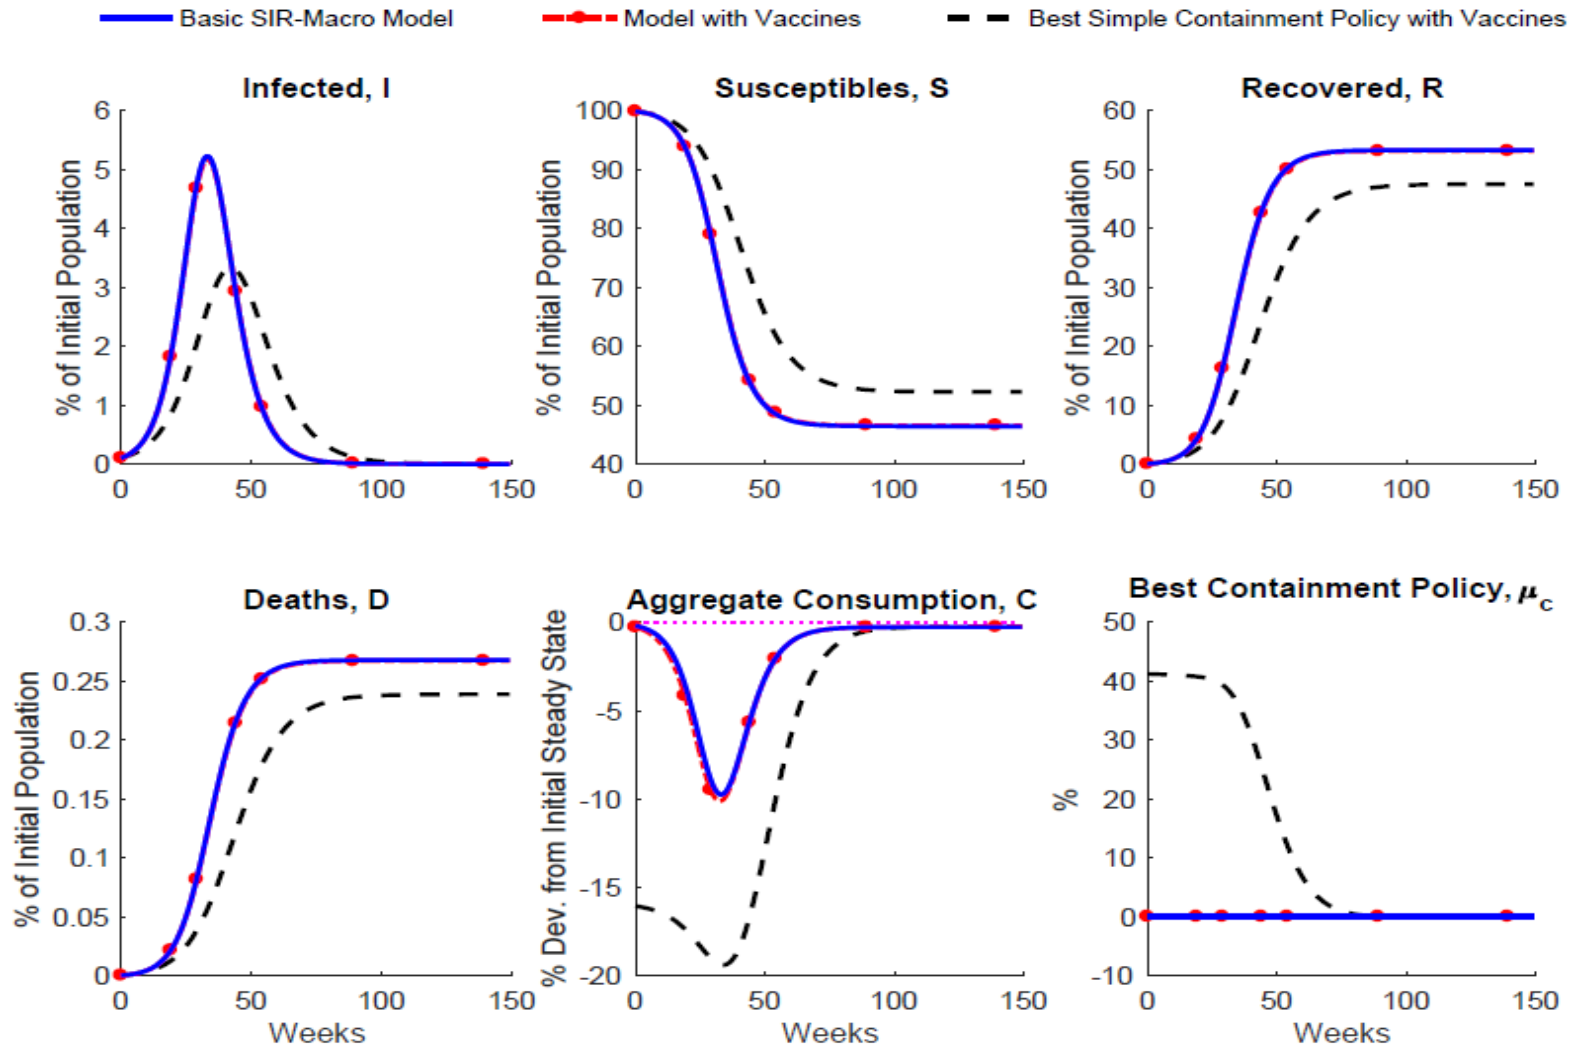 Basic SIR-Macro Model
Model with Vaccines
Best Simple Containment Policy with Vaccines
Infected, I
% of Initial Population
6
5
4
3
2
1
0
0 50 100 150
Susceptibles, S
% of Initial Population
100
90
80
70
60
50
40
0 50 100 150
Recovered, R
% of Initial Population
60
50
40
30
20
10
0
0 50 100 150
Deaths, D
% of Initial Population
0.3
0.25
0.2
0.15
0.1
0.05
0
0 50 100 150
Weeks
Aggregate Consumption, C
% Dev. from Initial Steady State
0
-5
-10
-15
-20
0 50 100 150
Weeks
Best Containment Policy, μc
%
50
40
30
20
10
0
-10
0 50 100 150
Weeks